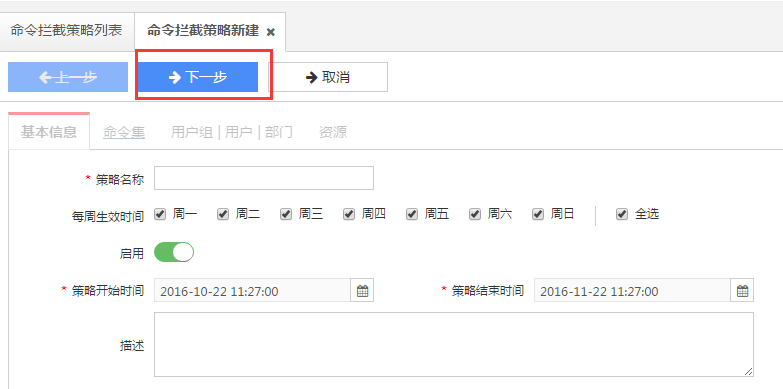 命令拦截策略列表 命令拦截策略新建 ×
上一步 下一步 取消
基本信息 命令集 用户组 | 用户 | 部门 资源
* 策略名称
每周生效时间 周一 周二 周三 周四 周五 周六 周日 全选
启用
* 策略开始时间 2016-10-22 11:27:00 * 策略结束时间 2016-11-22 11:27:00
描述